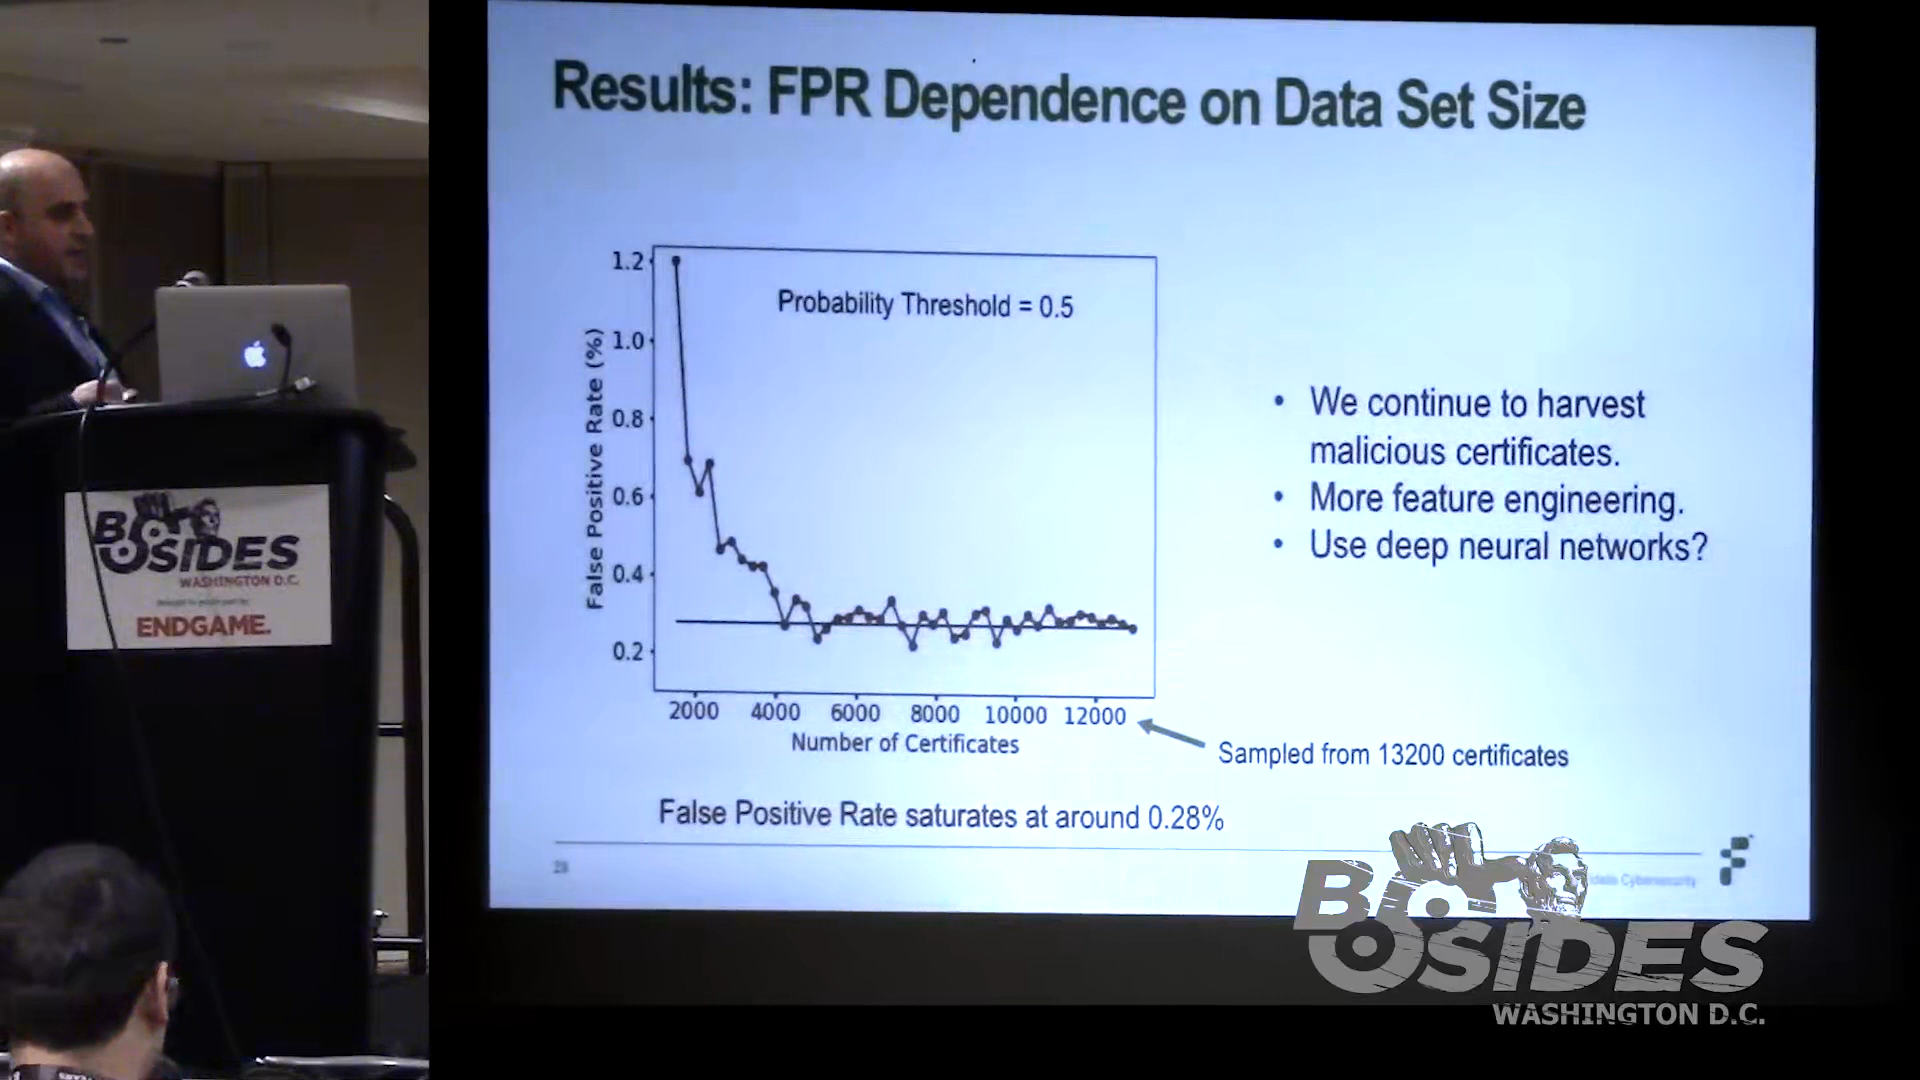 Results: FPR Dependence on Data Set Size
1.2
1.0
0.8
0.6
0.4
0.2
False Positive Rate (%)
Probability Threshold = 0.5
2000 4000 6000 8000 10000 12000
Number of Certificates
Sampled from 13200 certificates
• We continue to harvest
malicious certificates.
• More feature engineering.
• Use deep neural networks?
False Positive Rate saturates at around 0.28%
Cybersecurity
BSIDES
WASHINGTON D.C.
ENDGAME.
BSIDES
WASHINGTON D.C.